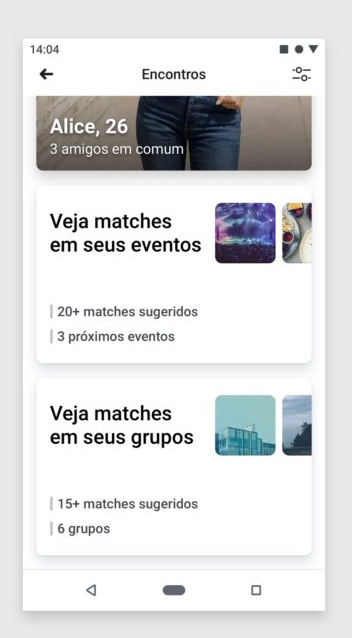 14:04
Encontros
Alice, 26
3 amigos em comum
Veja matches
em seus eventos
20+ matches sugeridos
3 próximos eventos
Veja matches
em seus grupos
15+ matches sugeridos
6 grupos